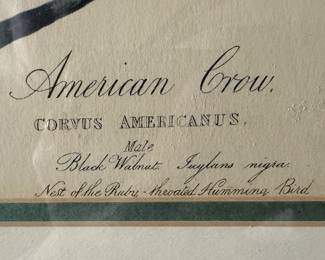 American Crow.
CORVUS AMERICANUS.
Male
Black Walnut. Juglans nigra.
Nest of the Ruby-throated Humming Bird